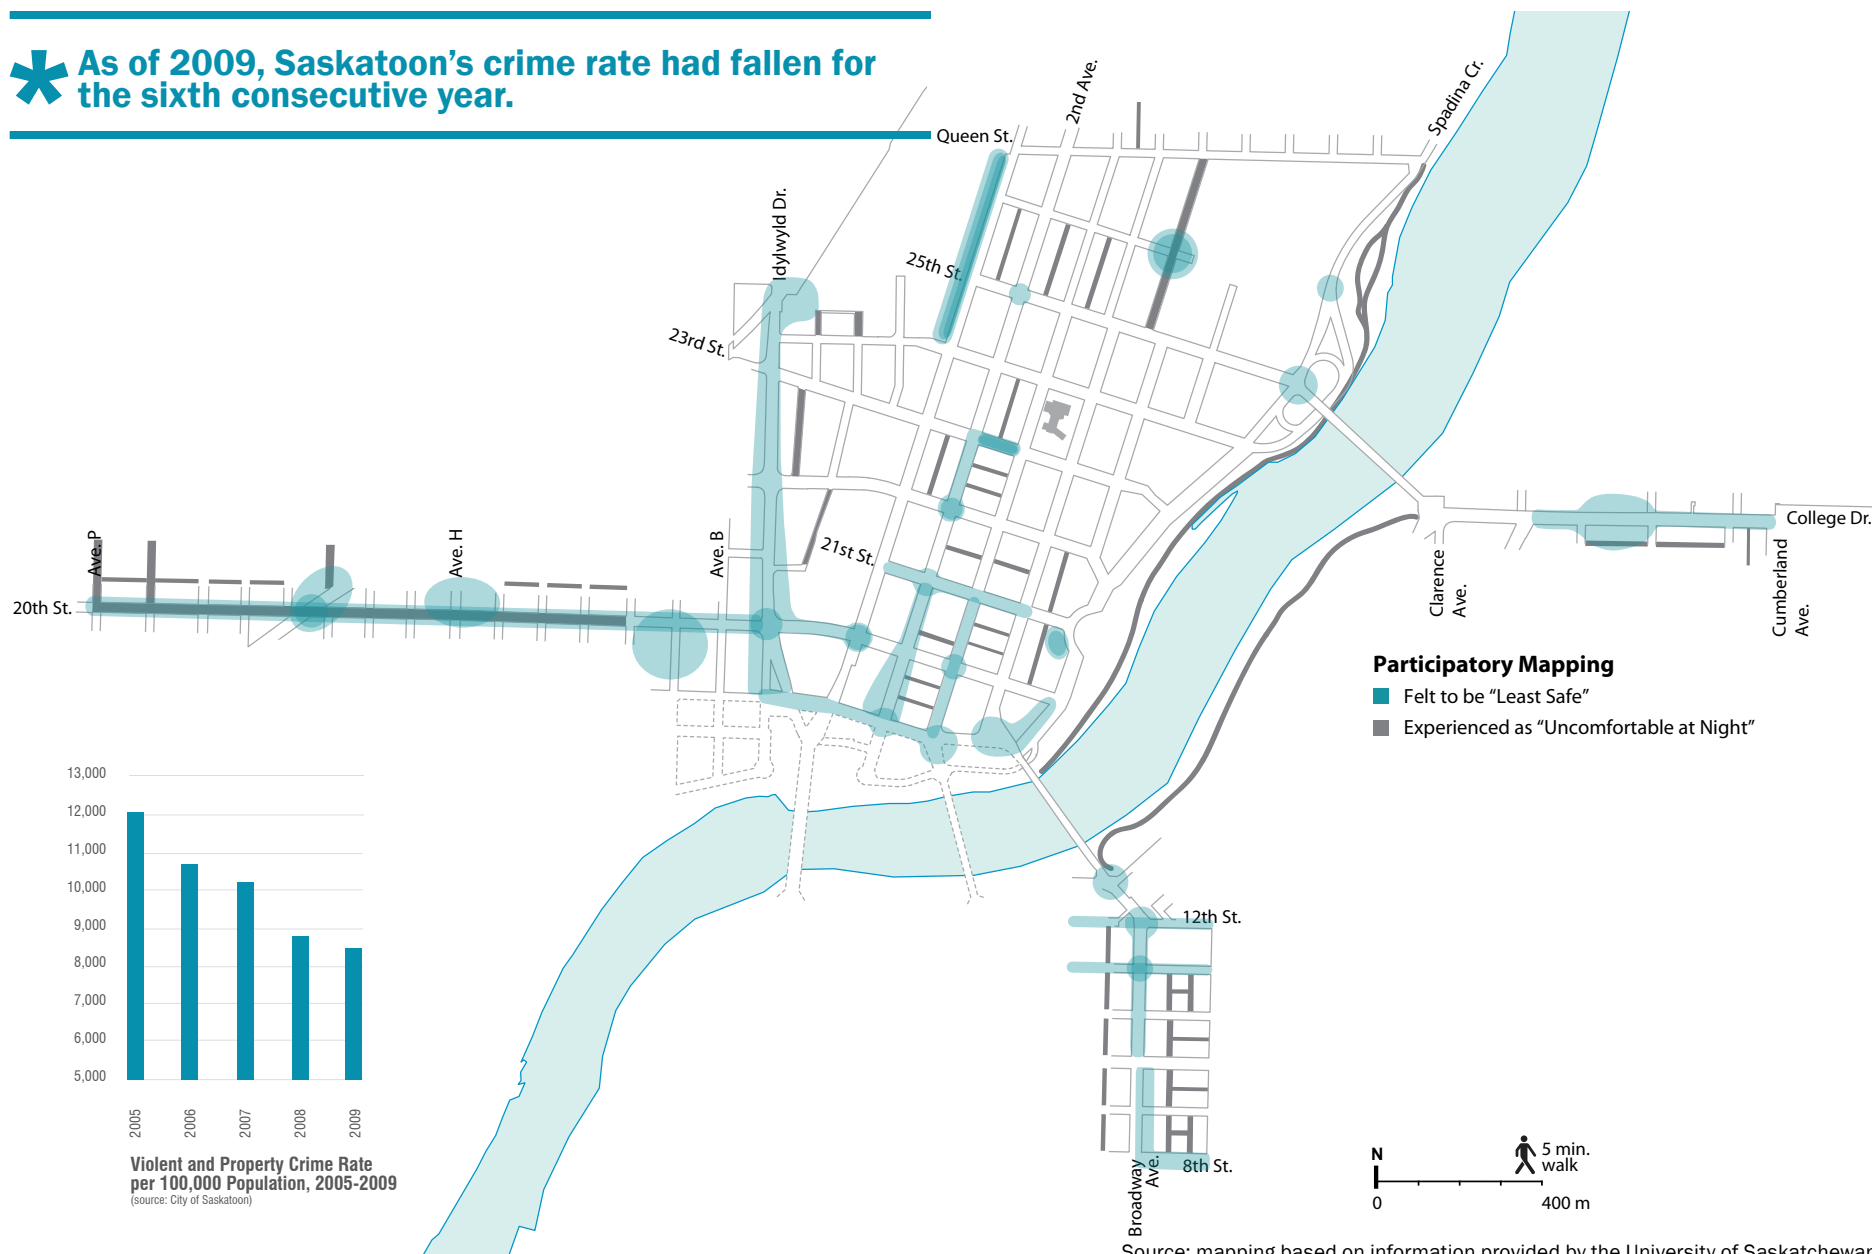 * As of 2009, Saskatoon’s crime rate had fallen for
the sixth consecutive year.
2nd Ave.
Spadina Cr.
Queen St.
Idylwyld Dr.
25th St.
23rd St.
21st St.
Ave. P
Ave. H
Ave. B
20th St.
College Dr.
Clarence
Ave.
Cumberland
Ave.
Participatory Mapping
Felt to be “Least Safe”
Experienced as “Uncomfortable at Night”
13,000
12,000
11,000
10,000
9,000
8,000
7,000
6,000
5,000
2005
2006
2007
2008
2009
Violent and Property Crime Rate
per 100,000 Population, 2005-2009
(source: City of Saskatoon)
12th St.
8th St.
Broadway
Ave.
N
5 min.
walk
0
400 m
Source: mapping based on information provided by the University of Saskatchewan